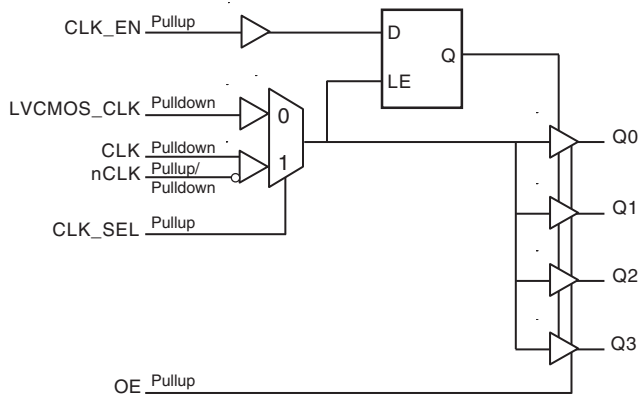 CLK_EN Pullup
D
Q
LE
LVCMOS_CLK Pulldown
0
CLK Pulldown
nCLK Pullup/
Pulldown
1
CLK_SEL Pullup
Q0
Q1
Q2
Q3
OE Pullup